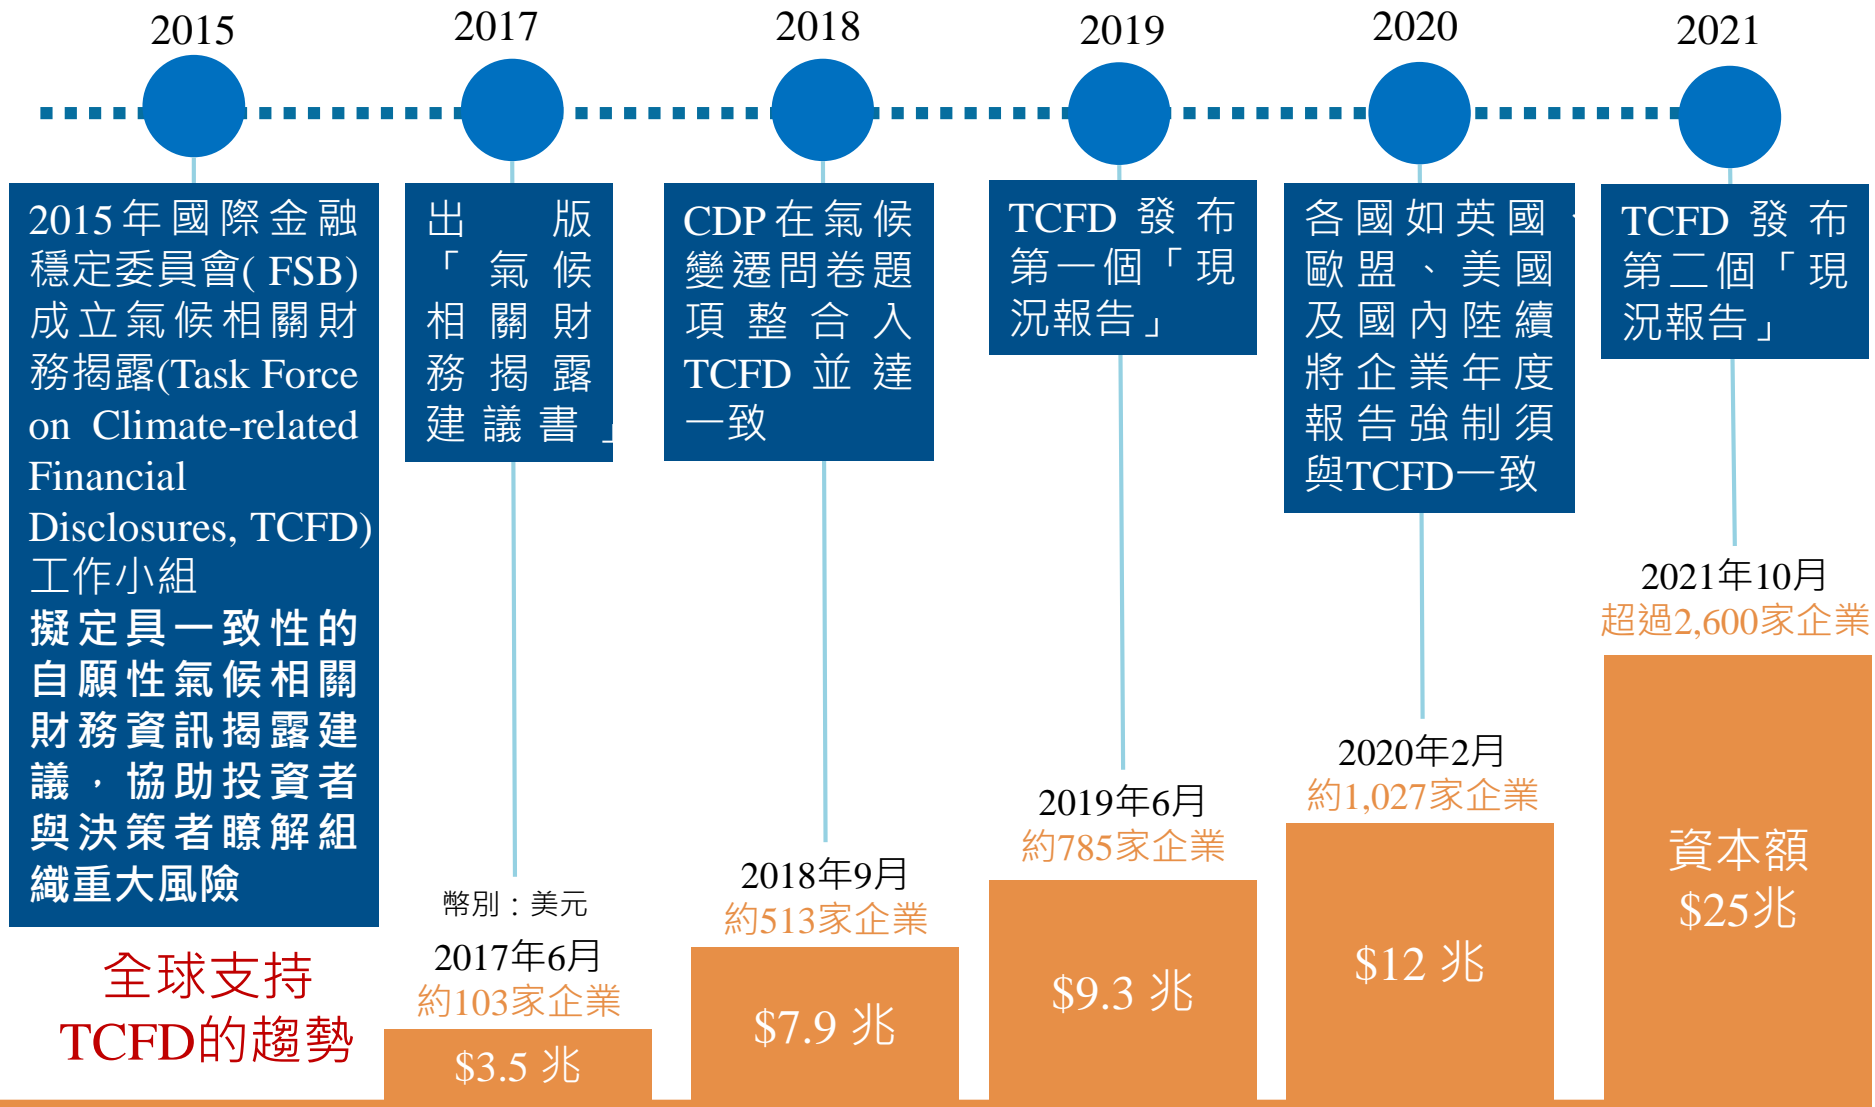 2015
2017
2018
2019
2020
2021
2015年國際金融
穩定委員會( FSB)
成立氣候相關財
務揭露(Task Force
on Climate-related
Financial
Disclosures, TCFD)
工作小組
擬定具一致性的
自願性氣候相關
財務資訊揭露建
議，協助投資者
與決策者瞭解組
織重大風險
出版
「氣候
相關財
務揭露
建議書」
CDP在氣候
變遷問卷題
項整合入
TCFD並達
一致
TCFD發布
第一個「現
況報告」
各國如英國、
歐盟、美國
及國內陸續
將企業年度
報告強制須
與TCFD一致
TCFD發布
第二個「現
況報告」
全球支持
TCFD的趨勢
幣別：美元
2017年6月
約103家企業
$3.5 兆
2018年9月
約513家企業
$7.9 兆
2019年6月
約785家企業
$9.3 兆
2020年2月
約1,027家企業
$12 兆
2021年10月
超過2,600家企業
資本額
$25兆